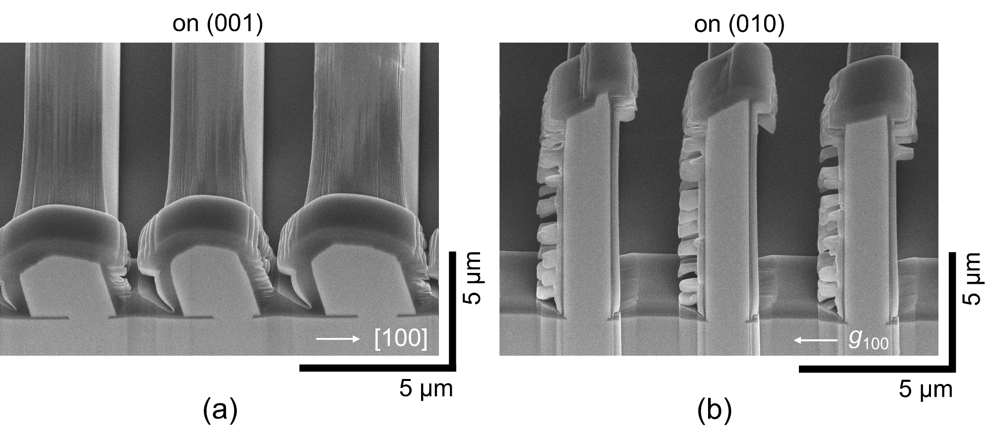 on (001)
on (010)
[100]
g100
5 µm
5 µm
5 µm
5 µm
(a)
(b)